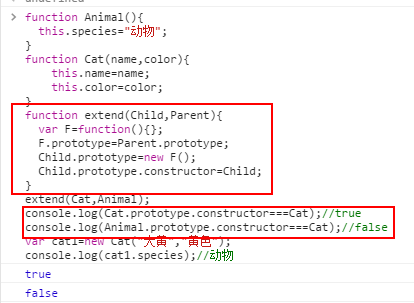 undefined
> function Animal(){
this.species="动物";
}
function Cat(name,color){
this.name=name;
this.color=color;
}
function extend(Child,Parent){
var F=function(){};
F.prototype=Parent.prototype;
Child.prototype=new F();
Child.prototype.constructor=Child;
}
extend(Cat,Animal);
console.log(Cat.prototype.constructor===Cat);//true
console.log(Animal.prototype.constructor===Cat);//false
var cat1=new Cat("大黄","黄色");
console.log(cat1.species);//动物
true
false